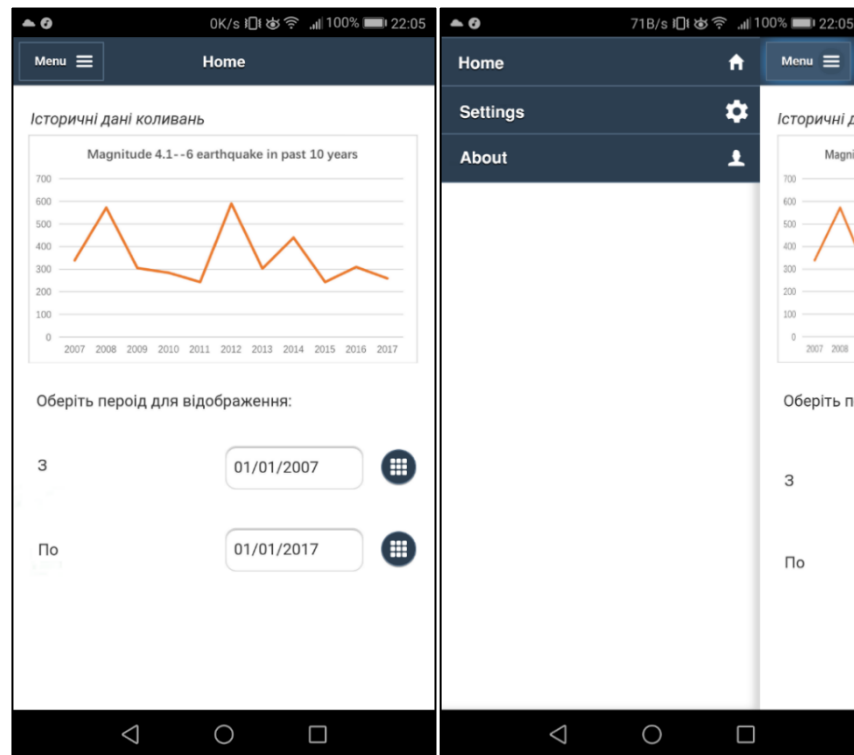 0K/s 100% 22:05
Menu Home
Історичні дані коливань
Magnitude 4.1--6 earthquake in past 10 years
700
600
500
400
300
200
100
0
2007 2008 2009 2010 2011 2012 2013 2014 2015 2016 2017
Оберіть пероід для відображення:
З 01/01/2007
По 01/01/2017
71B/s 100% 22:05
Home
Settings
About
Menu
Історичні д
Magni
700
600
500
400
300
200
100
0
2007 2008
Оберіть п
З
По